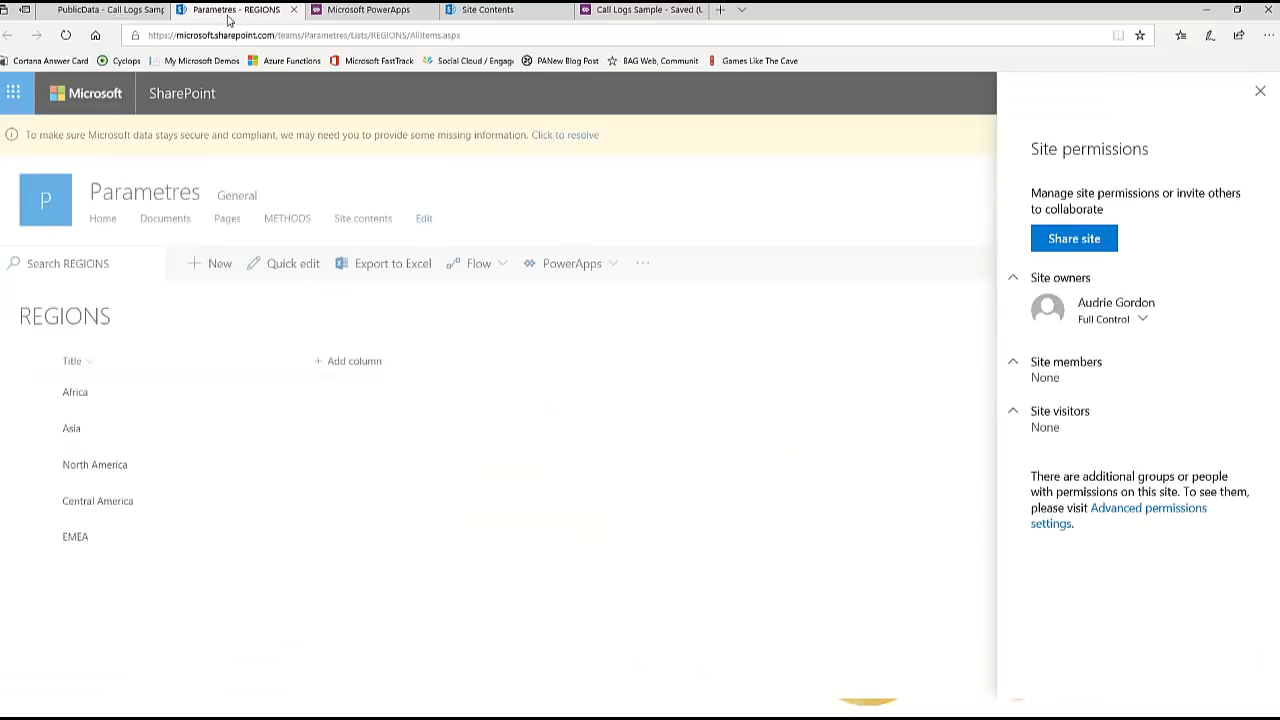 PublicData - Call Logs Samp
Parametres - REGIONS
Microsoft PowerApps
Site Contents
Call Logs Sample - Saved (L
https://microsoft.sharepoint.com/teams/Parametres/Lists/REGIONS/AllItems.aspx
Cortana Answer Card
Cyclops
My Microsoft Demos
Azure Functions
Microsoft FastTrack
Social Cloud / Engag
PANew Blog Post
BAG Web, Communit
Games Like The Cave
Microsoft
SharePoint
To make sure Microsoft data stays secure and compliant, we may need you to provide some missing information. Click to resolve
P
Parametres
General
Home
Documents
Pages
METHODS
Site contents
Edit
Search REGIONS
New
Quick edit
Export to Excel
Flow
PowerApps
REGIONS
Title
Add column
Africa
Asia
North America
Central America
EMEA
Site permissions
Manage site permissions or invite others
to collaborate
Share site
Site owners
Audrie Gordon
Full Control
Site members
None
Site visitors
None
There are additional groups or people
with permissions on this site. To see them,
please visit Advanced permissions
settings.